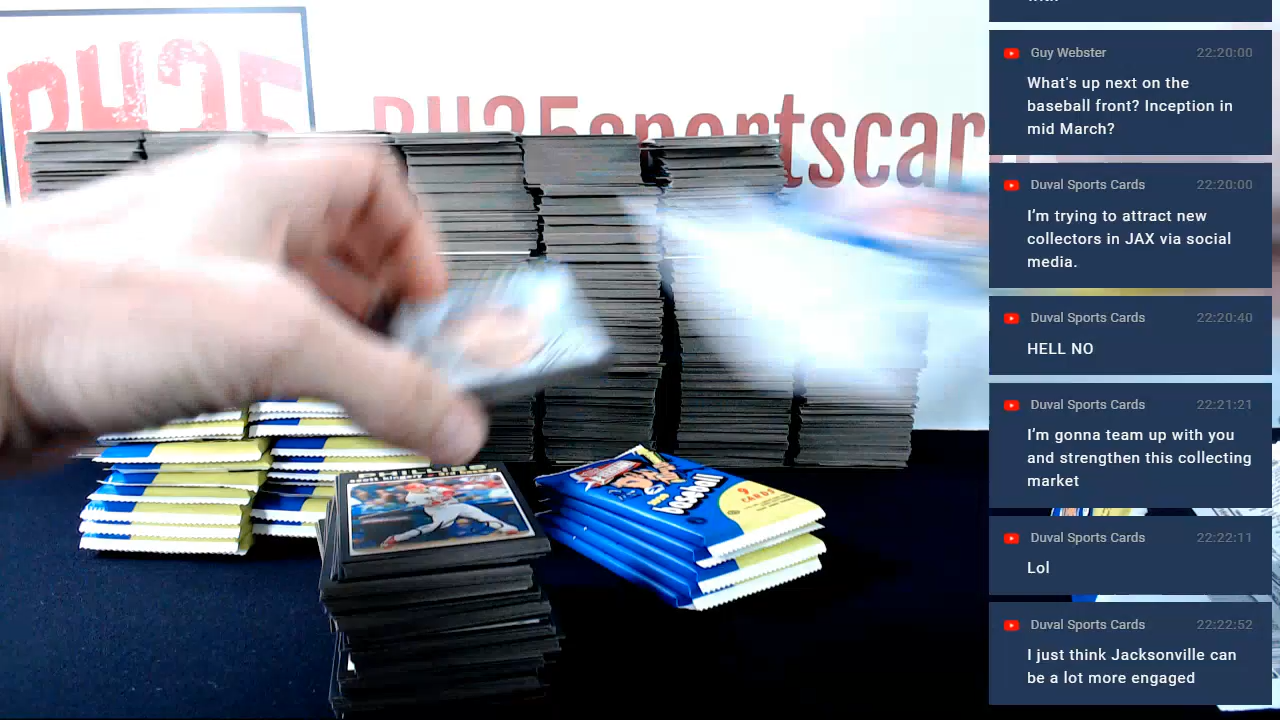 PH35
PH35sportscar
Guy Webster 22:20:00
What's up next on the
baseball front? Inception in
mid March?
Duval Sports Cards 22:20:00
I'm trying to attract new
collectors in JAX via social
media.
Duval Sports Cards 22:20:40
HELL NO
Duval Sports Cards 22:21:21
I'm gonna team up with you
and strengthen this collecting
market
Duval Sports Cards 22:22:11
Lol
Duval Sports Cards 22:22:52
I just think Jacksonville can
be a lot more engaged
baseball
9
CARDS